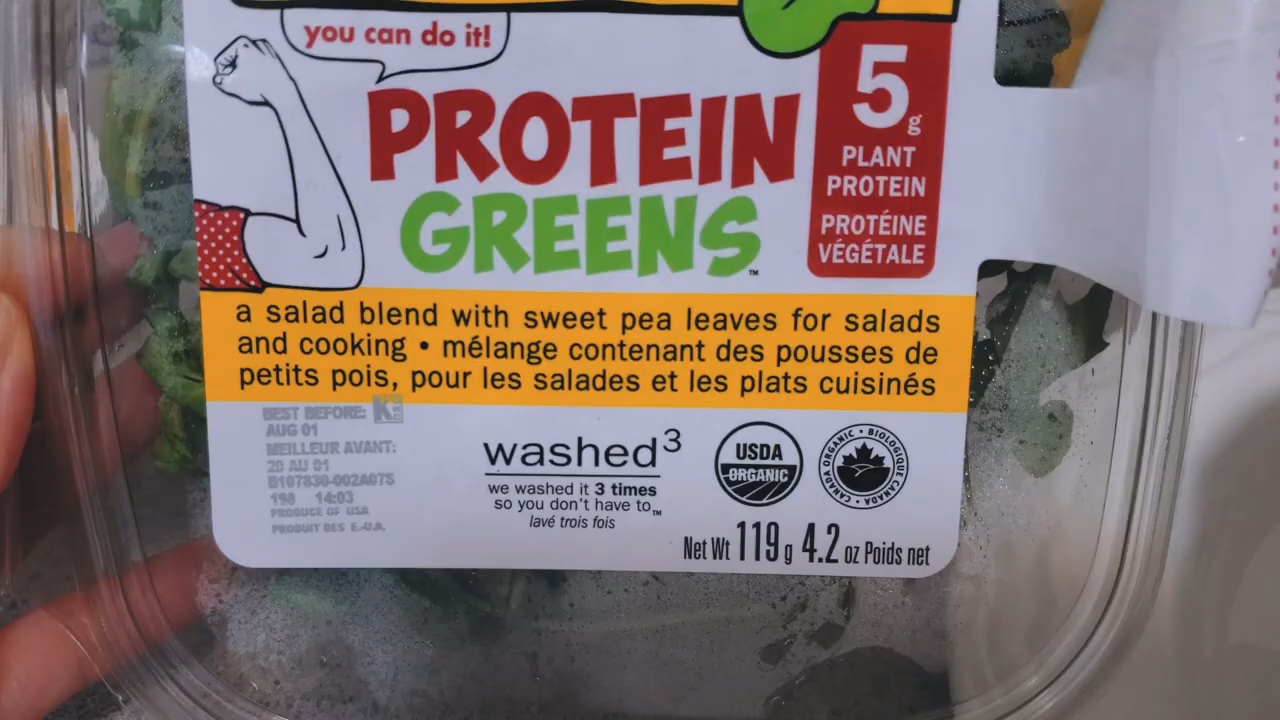 you can do it!
PROTEIN
GREENS™
5g
PLANT
PROTEIN
PROTÉINE
VÉGÉTALE
a salad blend with sweet pea leaves for salads
and cooking • mélange contenant des pousses de
petits pois, pour les salades et les plats cuisinés
BEST BEFORE:
AUG 01
MEILLEUR AVANT:
20 AU 01
B107830-002A07S
198 14:03
PRODUCE OF USA
PRODUIT DES E.-U.A.
washed³
we washed it 3 times
so you don't have to™
lavé trois fois
USDA
ORGANIC
CANADA ORGANIC • BIOLOGIQUE CANADA •
Net Wt 119 g 4.2 oz Poids net